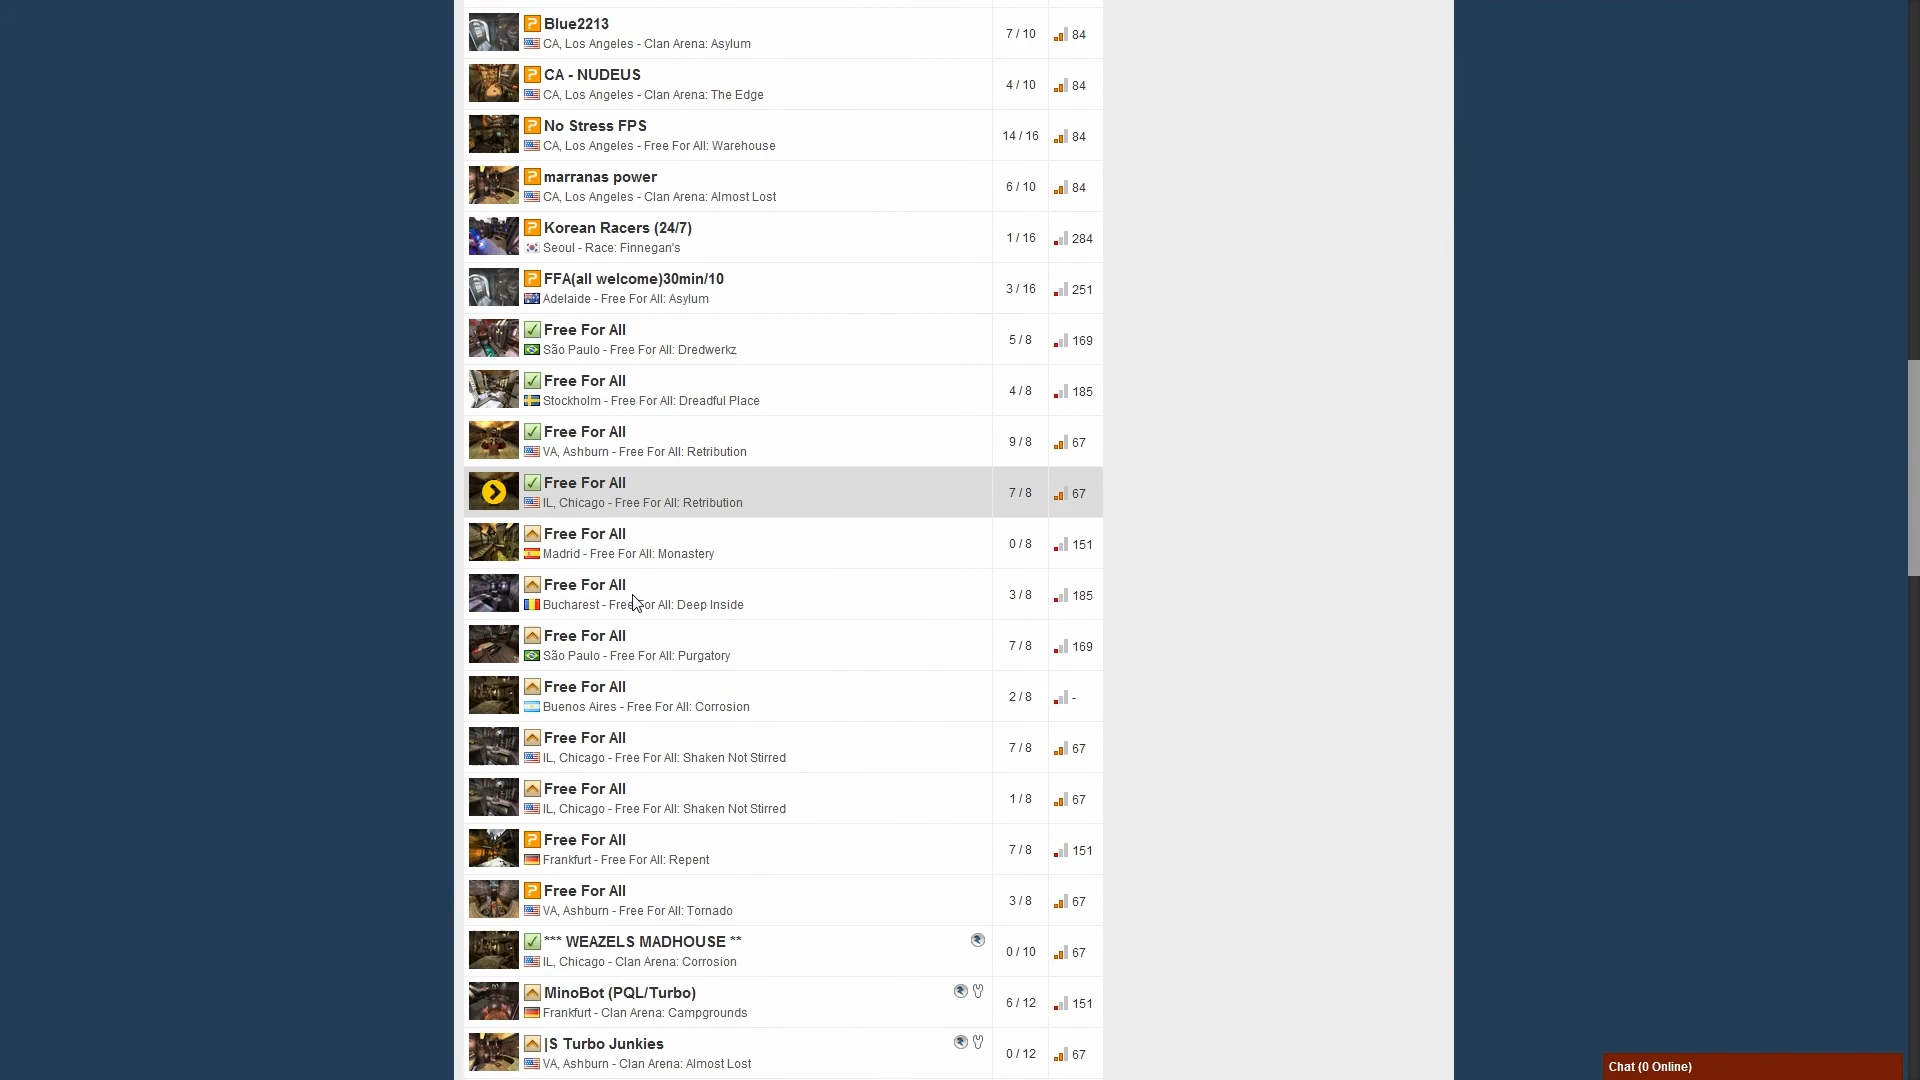 Blue2213
CA, Los Angeles - Clan Arena: Asylum
7 / 10
84
CA - NUDEUS
CA, Los Angeles - Clan Arena: The Edge
4 / 10
84
No Stress FPS
CA, Los Angeles - Free For All: Warehouse
14 / 16
84
marranas power
CA, Los Angeles - Clan Arena: Almost Lost
6 / 10
84
Korean Racers (24/7)
Seoul - Race: Finnegan's
1 / 16
284
FFA(all welcome)30min/10
Adelaide - Free For All: Asylum
3 / 16
251
Free For All
São Paulo - Free For All: Dredwerkz
5 / 8
169
Free For All
Stockholm - Free For All: Dreadful Place
4 / 8
185
Free For All
VA, Ashburn - Free For All: Retribution
9 / 8
67
Free For All
IL, Chicago - Free For All: Retribution
7 / 8
67
Free For All
Madrid - Free For All: Monastery
0 / 8
151
Free For All
Bucharest - Free For All: Deep Inside
3 / 8
185
Free For All
São Paulo - Free For All: Purgatory
7 / 8
169
Free For All
Buenos Aires - Free For All: Corrosion
2 / 8
-
Free For All
IL, Chicago - Free For All: Shaken Not Stirred
7 / 8
67
Free For All
IL, Chicago - Free For All: Shaken Not Stirred
1 / 8
67
Free For All
Frankfurt - Free For All: Repent
7 / 8
151
Free For All
VA, Ashburn - Free For All: Tornado
3 / 8
67
*** WEAZELS MADHOUSE **
IL, Chicago - Clan Arena: Corrosion
0 / 10
67
MinoBot (PQL/Turbo)
Frankfurt - Clan Arena: Campgrounds
6 / 12
151
|S Turbo Junkies
VA, Ashburn - Clan Arena: Almost Lost
0 / 12
67
Chat (0 Online)